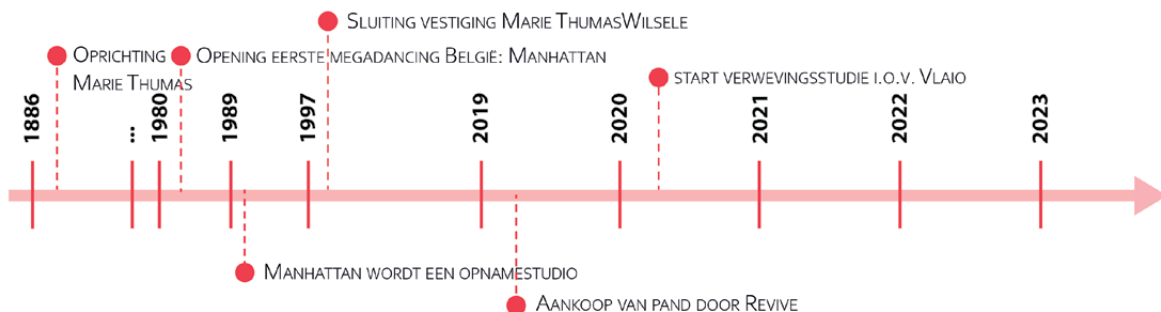 Sluiting vestiging Marie ThumasWilsele
Oprichting
Marie Thumas
Opening eerste megadancing België: Manhattan
start verwevingsstudie i.o.v. Vlaio
1886
...
1980
1989
1997
2019
2020
2021
2022
2023
Manhattan wordt een opnamestudio
Aankoop van pand door Revive